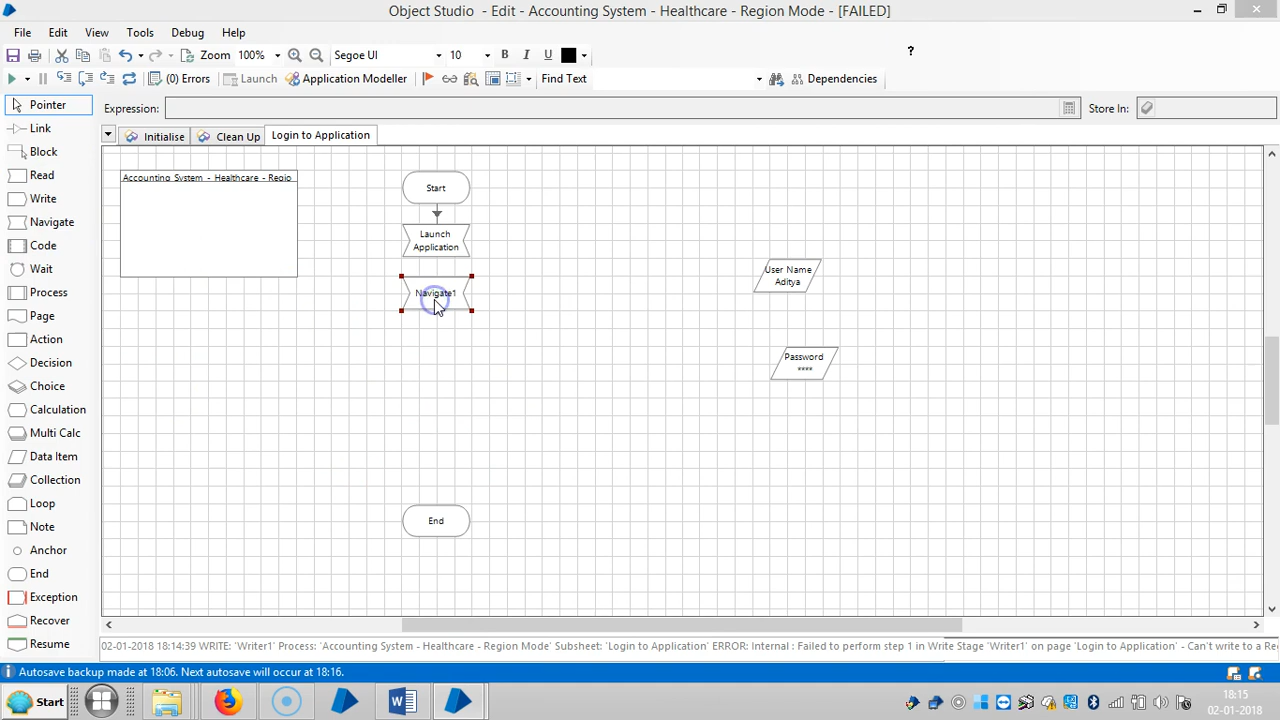 Object Studio - Edit - Accounting System - Healthcare - Region Mode - [FAILED]
File Edit View Tools Debug Help
Zoom 100% Segoe UI 10 B I U ?
(0) Errors Launch Application Modeller Find Text Dependencies
Pointer
Expression: Store In:
Link
Initialise Clean Up Login to Application
Block
Read
Write
Navigate
Code
Wait
Process
Page
Action
Decision
Choice
Calculation
Multi Calc
Data Item
Collection
Loop
Note
Anchor
End
Exception
Recover
Resume
Accounting System - Healthcare - Regio
Start
Launch
Application
Navigate1
User Name
Aditya
Password
****
End
02-01-2018 18:14:39 WRITE: 'Writer1' Process: 'Accounting System - Healthcare - Region Mode' Subsheet: 'Login to Application' ERROR: Internal : Failed to perform step 1 in Write Stage 'Writer1' on page 'Login to Application' - Can't write to a Re
Autosave backup made at 18:06. Next autosave will occur at 18:16.
Start
18:15
02-01-2018